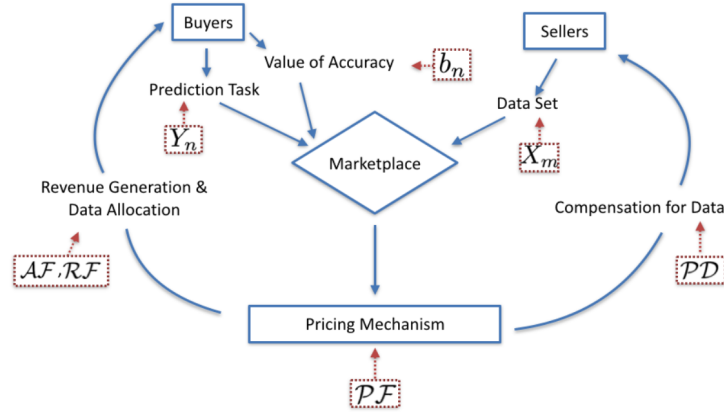 Buyers
Sellers
Value of Accuracy
bₙ
Prediction Task
Data Set
Yₙ
Xₘ
Marketplace
Revenue Generation &
Data Allocation
Compensation for Data
𝒜ℱ,ℛℱ
𝒫𝒟
Pricing Mechanism
𝒫ℱ